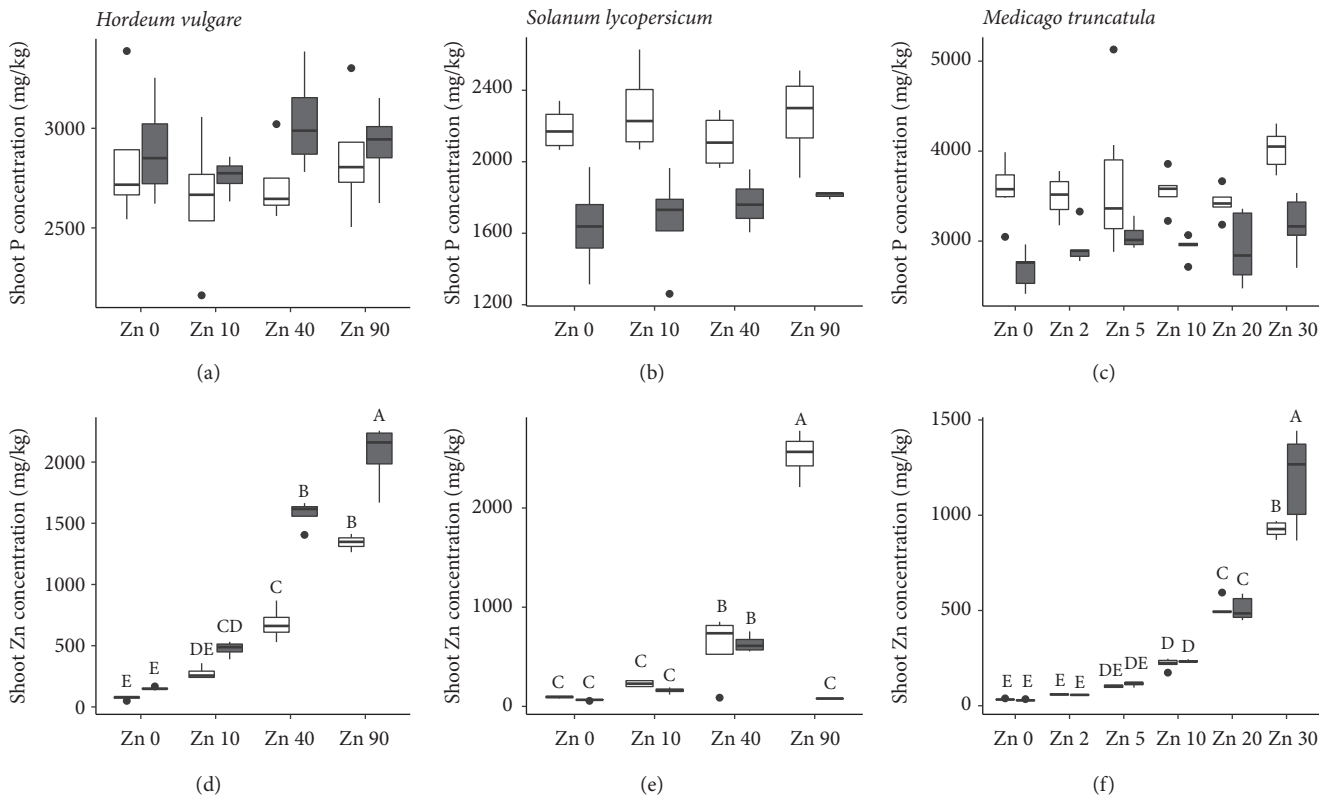 Hordeum vulgare
Shoot P concentration (mg/kg)
3000
2500
Zn 0 Zn 10 Zn 40 Zn 90
(a)
Solanum lycopersicum
Shoot P concentration (mg/kg)
2400
2000
1600
1200
Zn 0 Zn 10 Zn 40 Zn 90
(b)
Medicago truncatula
Shoot P concentration (mg/kg)
5000
4000
3000
Zn 0 Zn 2 Zn 5 Zn 10 Zn 20 Zn 30
(c)
Shoot Zn concentration (mg/kg)
2000
1500
1000
500
0
E E DE CD C B B A
Zn 0 Zn 10 Zn 40 Zn 90
(d)
Shoot Zn concentration (mg/kg)
2000
1000
0
C C C C B B A C
Zn 0 Zn 10 Zn 40 Zn 90
(e)
Shoot Zn concentration (mg/kg)
1500
1000
500
0
E E E E DE DE D D C C B A
Zn 0 Zn 2 Zn 5 Zn 10 Zn 20 Zn 30
(f)